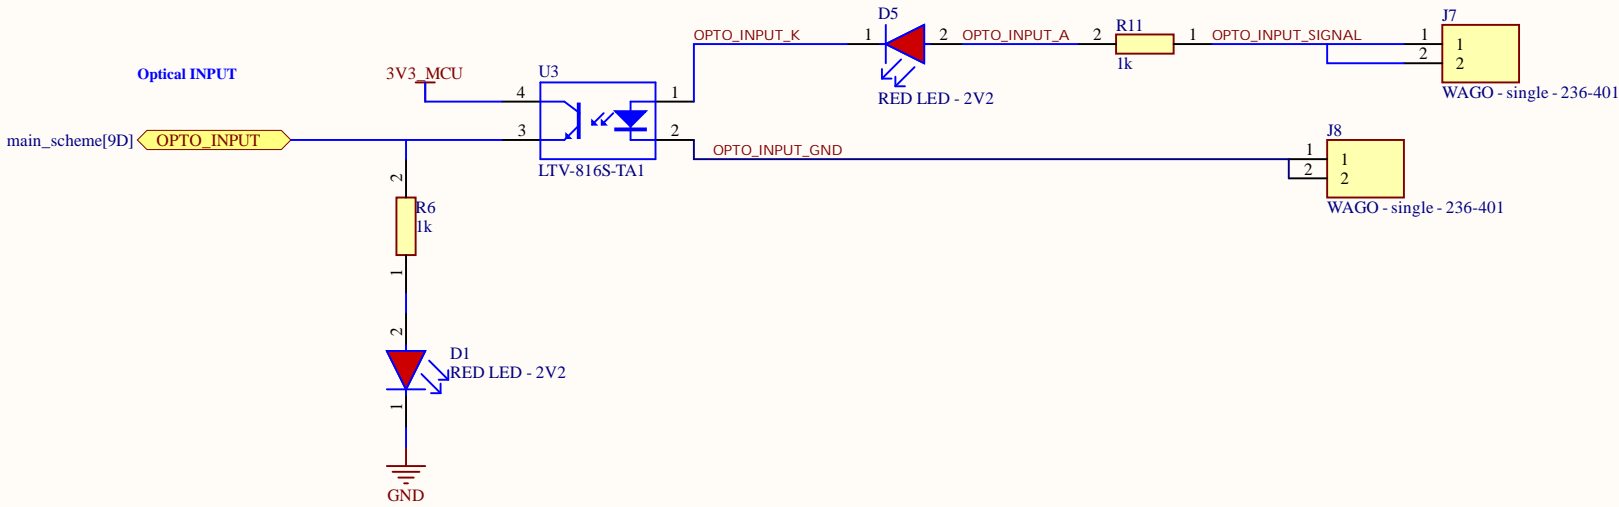 D5
J7
OPTO_INPUT_K
1
2
OPTO_INPUT_A
2
R11
1
OPTO_INPUT_SIGNAL
1
1
1k
2
2
Optical INPUT
3V3_MCU
U3
RED LED - 2V2
WAGO - single - 236-401
4
1
main_scheme[9D]
OPTO_INPUT
3
2
J8
OPTO_INPUT_GND
1
1
LTV-816S-TA1
2
2
2
R6
1k
WAGO - single - 236-401
1
2
D1
RED LED - 2V2
1
GND